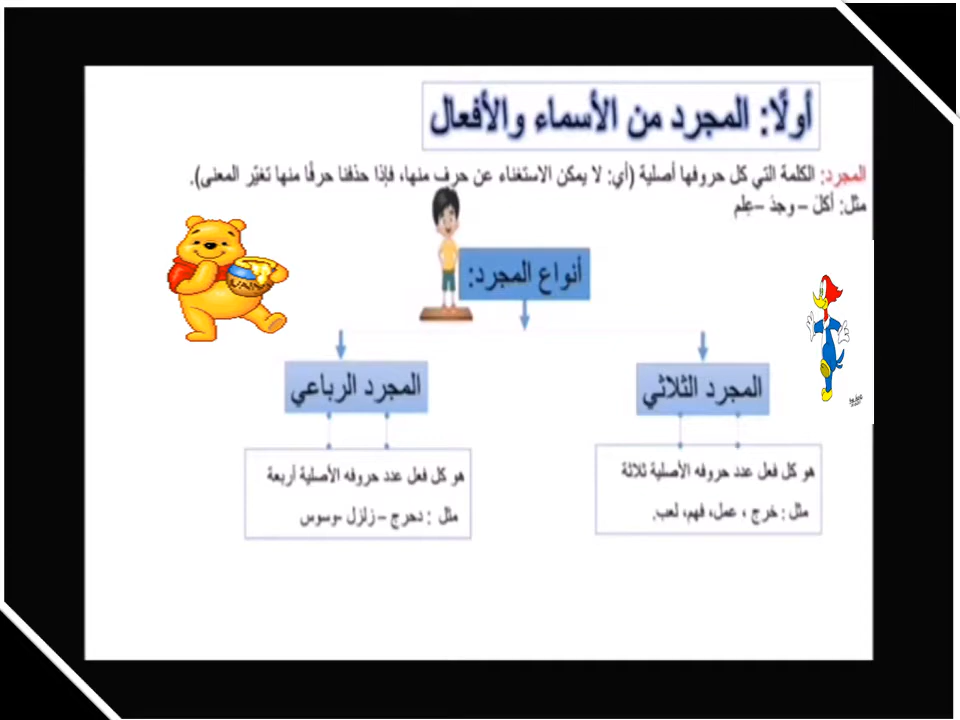 أولًا: المجرد من الأسماء والأفعال
المجرد: الكلمة التي كل حروفها أصلية (أي: لا يمكن الاستغناء عن حرف منها، فإذا حذفنا حرفًا منها تغيّر المعنى).
مثل: أكلَ – وجدَ –عِلم
أنواع المجرد:
المجرد الثلاثي
هو كل فعل عدد حروفه الأصلية ثلاثة
مثل : خرج ، عمل، فهم، لعب.
المجرد الرباعي
هو كل فعل عدد حروفه الأصلية أربعة
مثل : دحرج – زلزل -وسوس